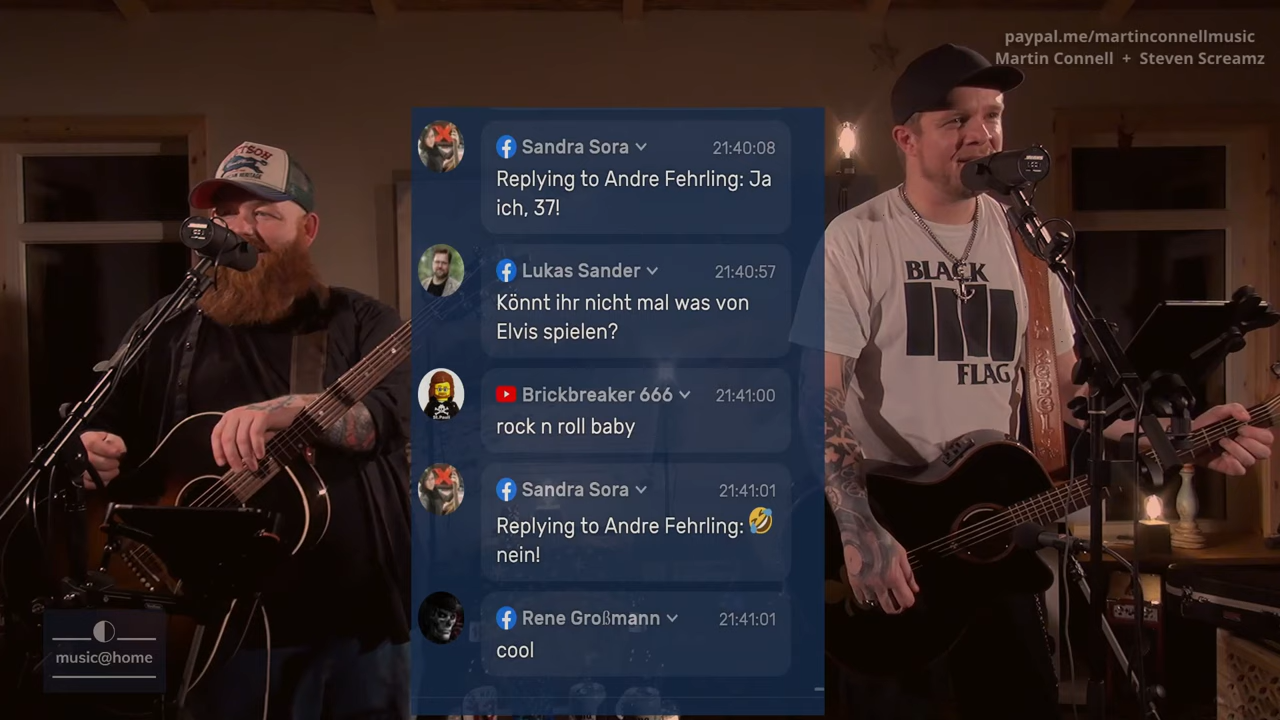 paypal.me/martinconnellmusic
Martin Connell + Steven Screamz
Sandra Sora 21:40:08
Replying to Andre Fehrling: Ja
ich, 37!
Lukas Sander 21:40:57
Könnt ihr nicht mal was von
Elvis spielen?
Brickbreaker 666 21:41:00
rock n roll baby
Sandra Sora 21:41:01
Replying to Andre Fehrling: 🤣
nein!
Rene Großmann 21:41:01
cool
BLACK
FLAG
music@home